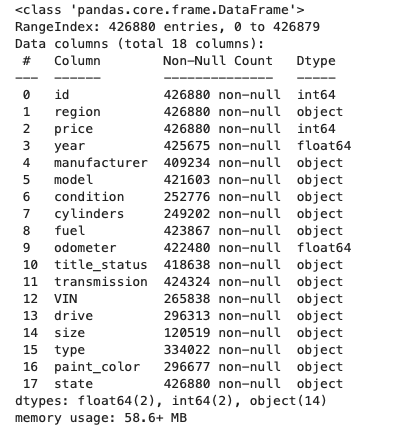 <class 'pandas.core.frame.DataFrame'>
RangeIndex: 426880 entries, 0 to 426879
Data columns (total 18 columns):
 #   Column        Non-Null Count   Dtype
---  ------        --------------   -----
 0   id            426880 non-null  int64
 1   region        426880 non-null  object
 2   price         426880 non-null  int64
 3   year          425675 non-null  float64
 4   manufacturer  409234 non-null  object
 5   model         421603 non-null  object
 6   condition     252776 non-null  object
 7   cylinders     249202 non-null  object
 8   fuel          423867 non-null  object
 9   odometer      422480 non-null  float64
 10  title_status  418638 non-null  object
 11  transmission  424324 non-null  object
 12  VIN           265838 non-null  object
 13  drive         296313 non-null  object
 14  size          120519 non-null  object
 15  type          334022 non-null  object
 16  paint_color   296677 non-null  object
 17  state         426880 non-null  object
dtypes: float64(2), int64(2), object(14)
memory usage: 58.6+ MB